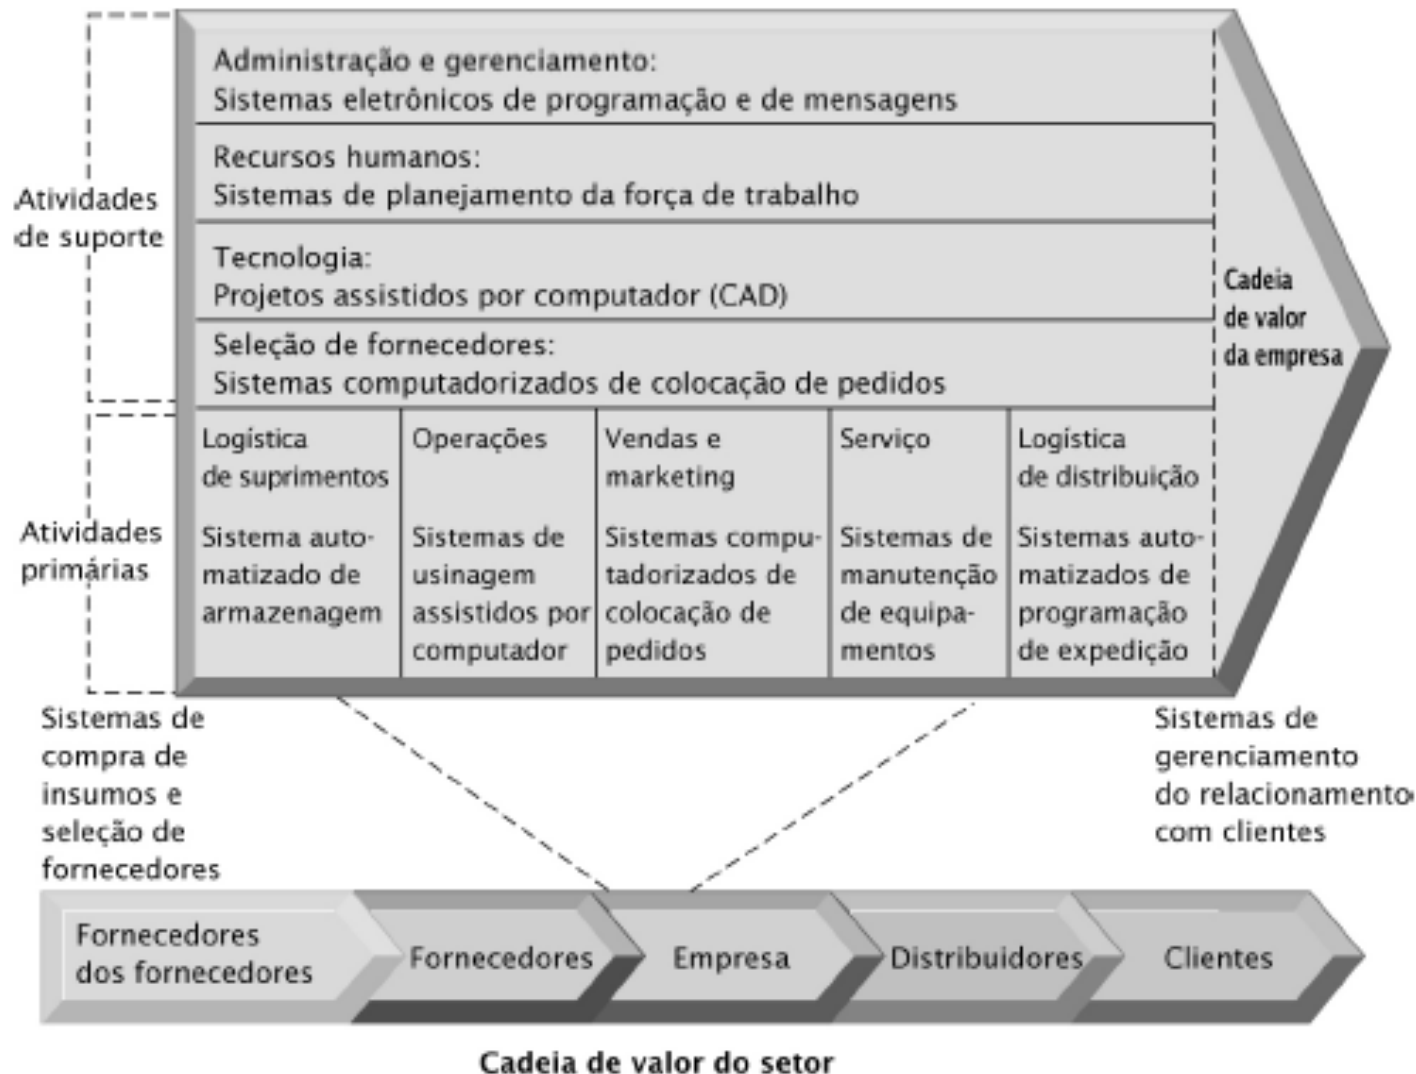 Administração e gerenciamento:
Sistemas eletrônicos de programação e de mensagens
Recursos humanos:
Sistemas de planejamento da força de trabalho
Atividades
de suporte
Tecnologia:
Projetos assistidos por computador (CAD)
Seleção de fornecedores:
Sistemas computadorizados de colocação de pedidos
Cadeia
de valor
da empresa
Atividades
primárias
Logística
de suprimentos
Sistema auto-
matizado de
armazenagem
Operações
Sistemas de
usinagem
assistidos por
computador
Vendas e
marketing
Sistemas compu-
tadorizados de
colocação de
pedidos
Serviço
Sistemas de
manutenção
de equipa-
mentos
Logística
de distribuição
Sistemas auto-
matizados de
programação
de expedição
Sistemas de
compra de
insumos e
seleção de
fornecedores
Sistemas de
gerenciamento
do relacionamento
com clientes
Fornecedores
dos fornecedores
Fornecedores
Empresa
Distribuidores
Clientes
Cadeia de valor do setor